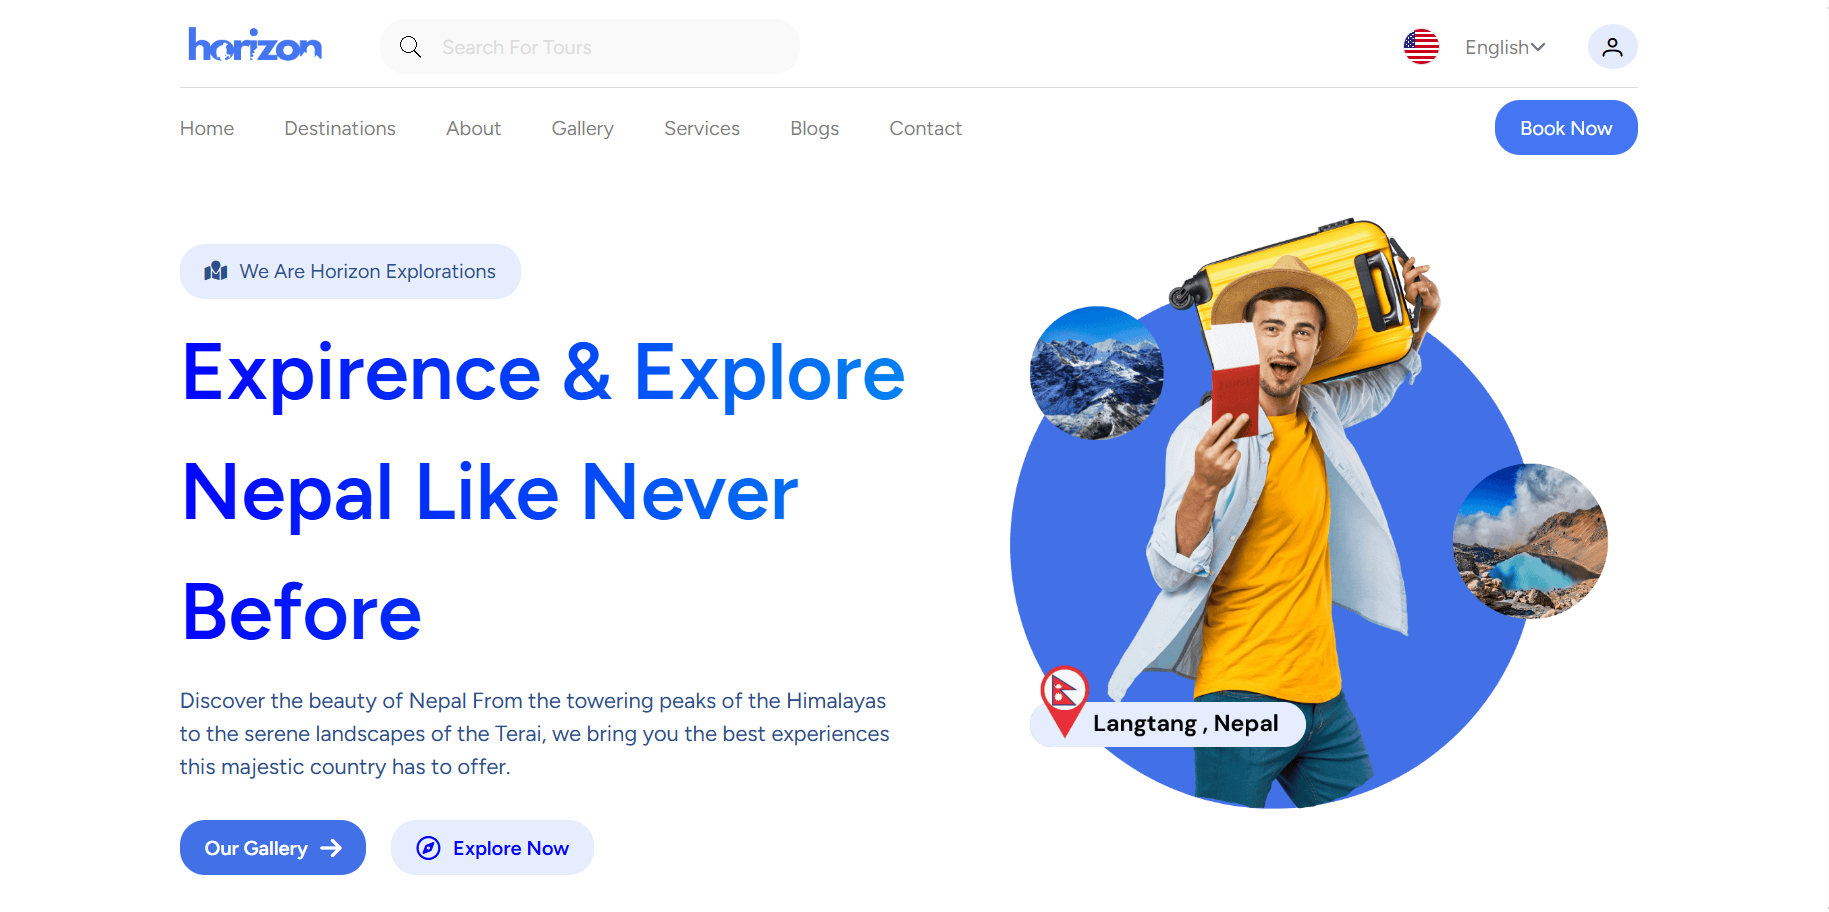 horizon
Search For Tours
English
Home
Destinations
About
Gallery
Services
Blogs
Contact
Book Now
We Are Horizon Explorations
Expirence & Explore
Nepal Like Never
Before
Discover the beauty of Nepal From the towering peaks of the Himalayas
to the serene landscapes of the Terai, we bring you the best experiences
this majestic country has to offer.
Our Gallery
Explore Now
Langtang , Nepal